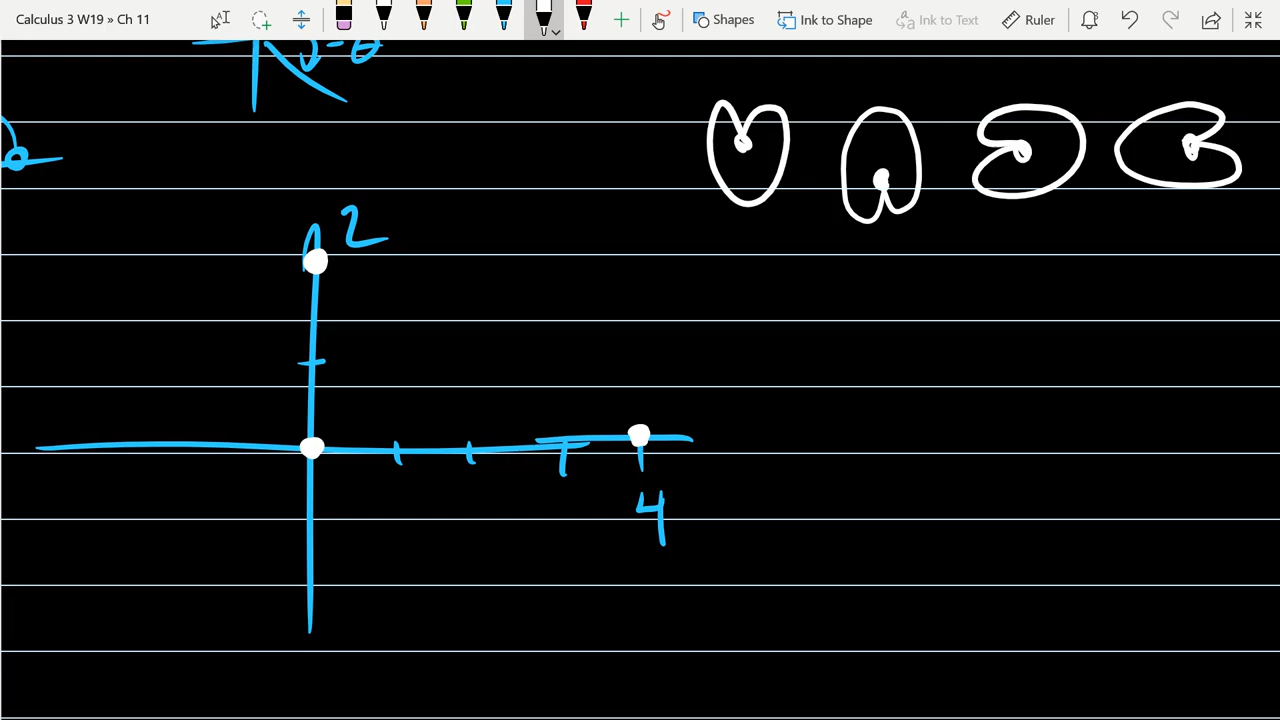 Calculus 3 W19 » Ch 11
Shapes
Ink to Shape
Ink to Text
Ruler
-θ
2
4